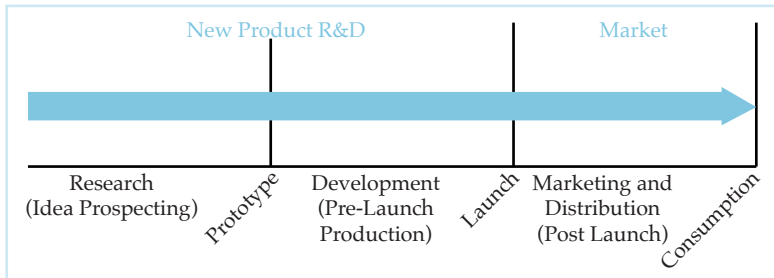 New Product R&D
Market
Research
(Idea Prospecting)
Prototype
Development
(Pre-Launch
Production)
Launch
Marketing and
Distribution
(Post Launch)
Consumption